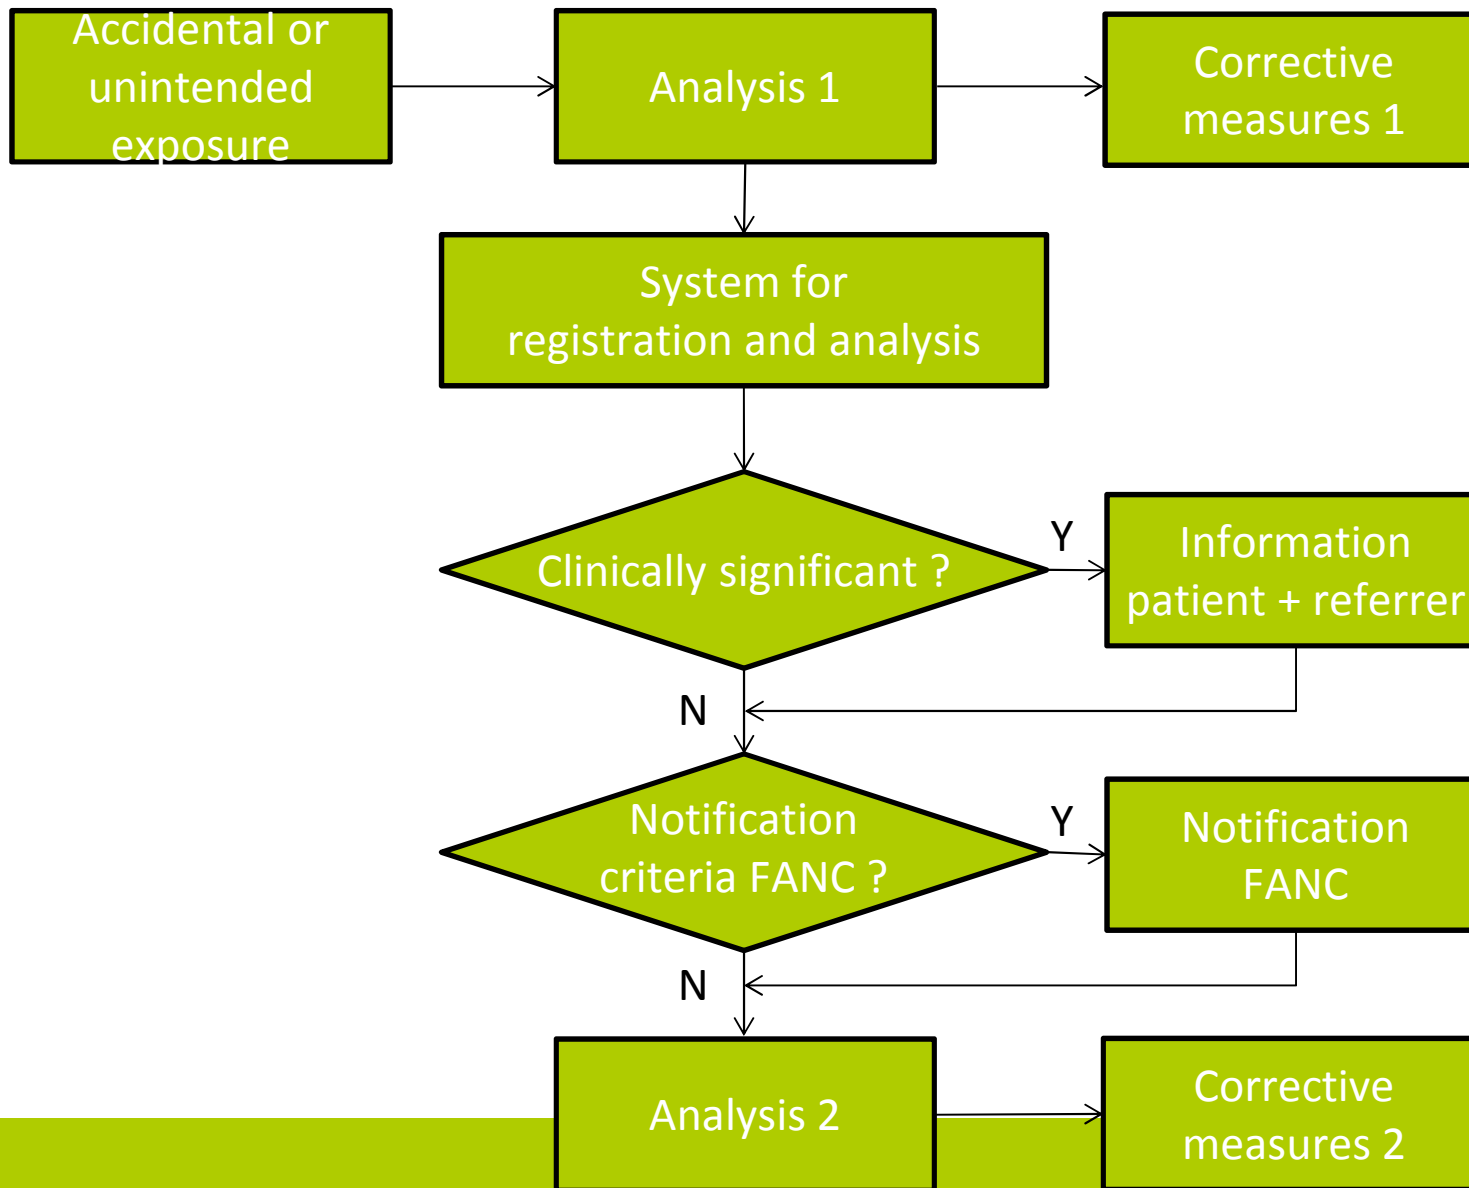 Accidental or
unintended
exposure
Analysis 1
Corrective
measures 1
System for
registration and analysis
Clinically significant ?
Y
Information
patient + referrer
N
Notification
criteria FANC ?
Y
Notification
FANC
N
Analysis 2
Corrective
measures 2